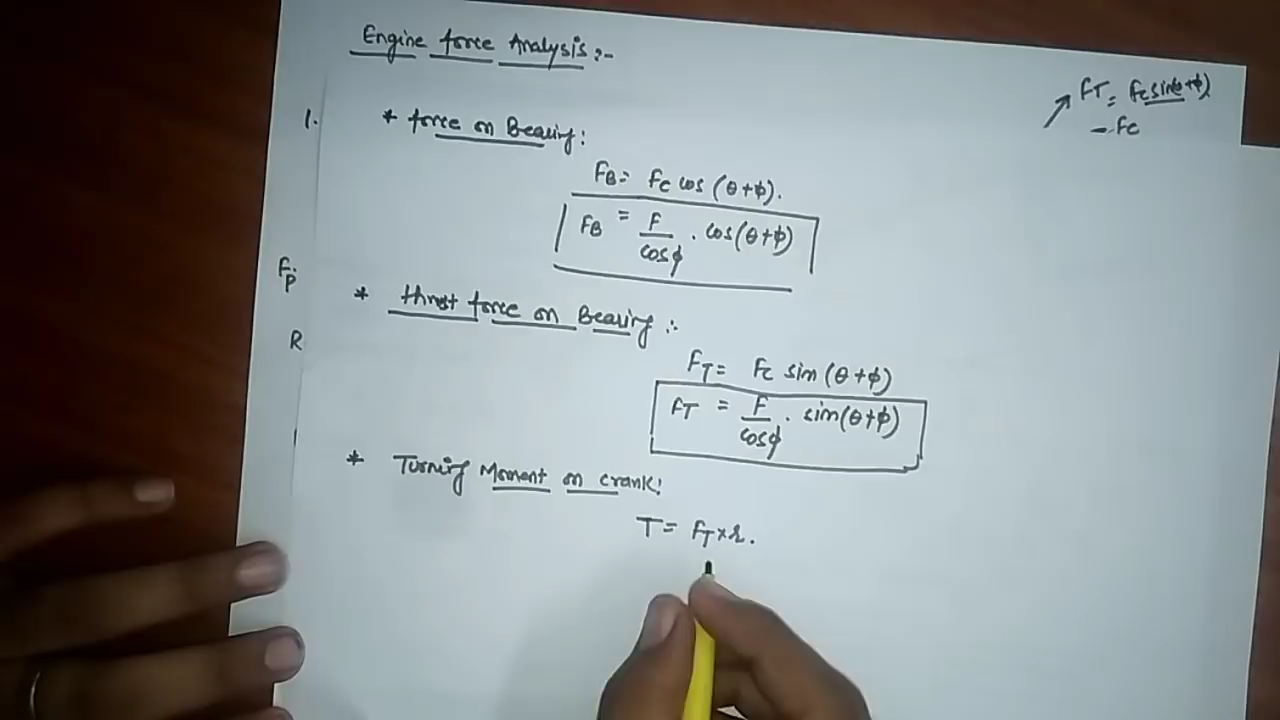 Engine force Analysis:-
FT = Fc sin(θ+ϕ)
- Fc
1.
* force on Bearing:
FB = Fc cos (θ+ϕ).
FB = F/cosϕ . cos(θ+ϕ)
Fp
* thrust force on Bearing :
R
FT = Fc sin (θ+ϕ)
FT = F/cosϕ . sin(θ+ϕ)
* Turning Moment on crank:
T = FT × r.